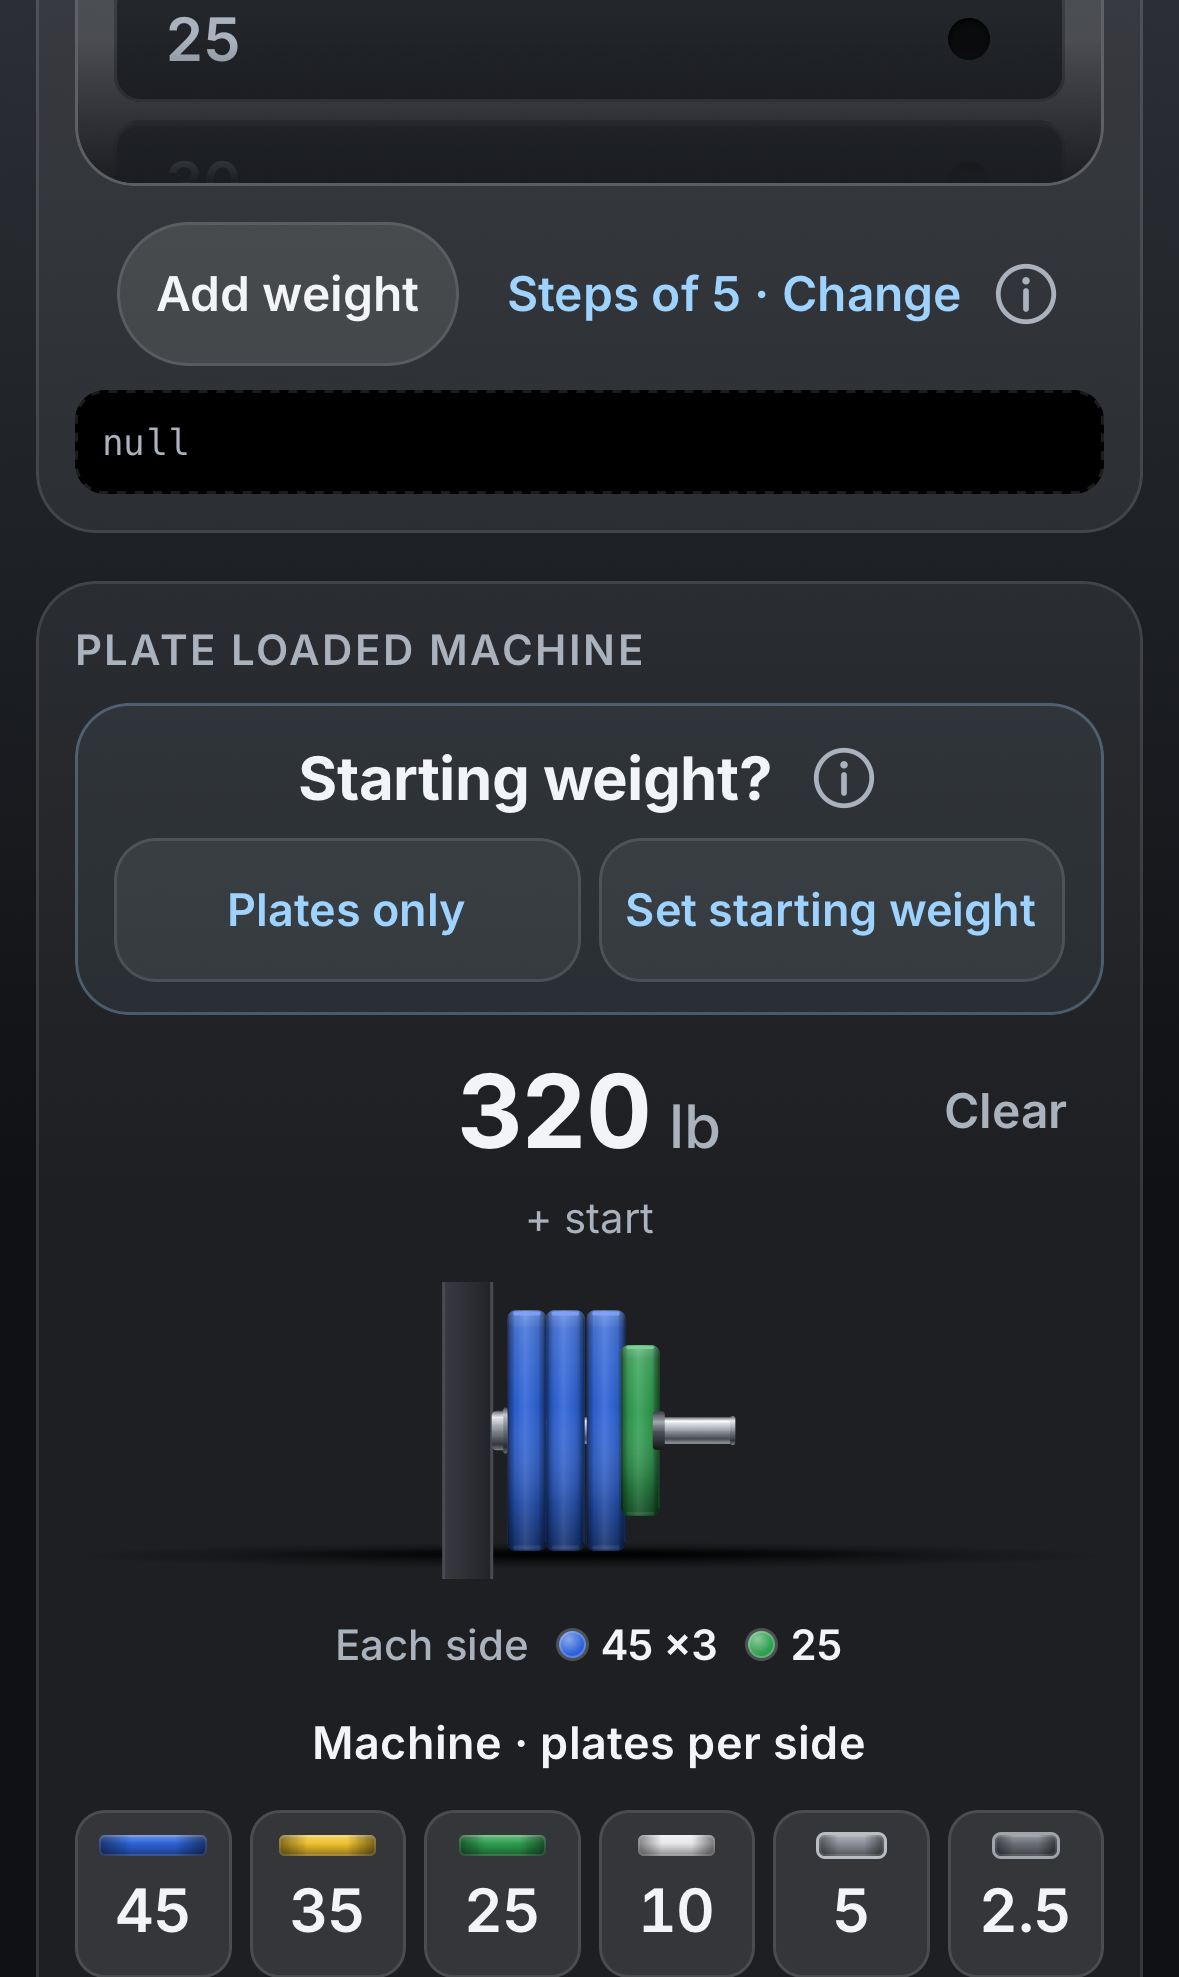 25
Add weight Steps of 5 · Change
null
PLATE LOADED MACHINE
Starting weight?
Plates only Set starting weight
320 lb Clear
+ start
Each side 45 ×3 25
Machine · plates per side
45 35 25 10 5 2.5